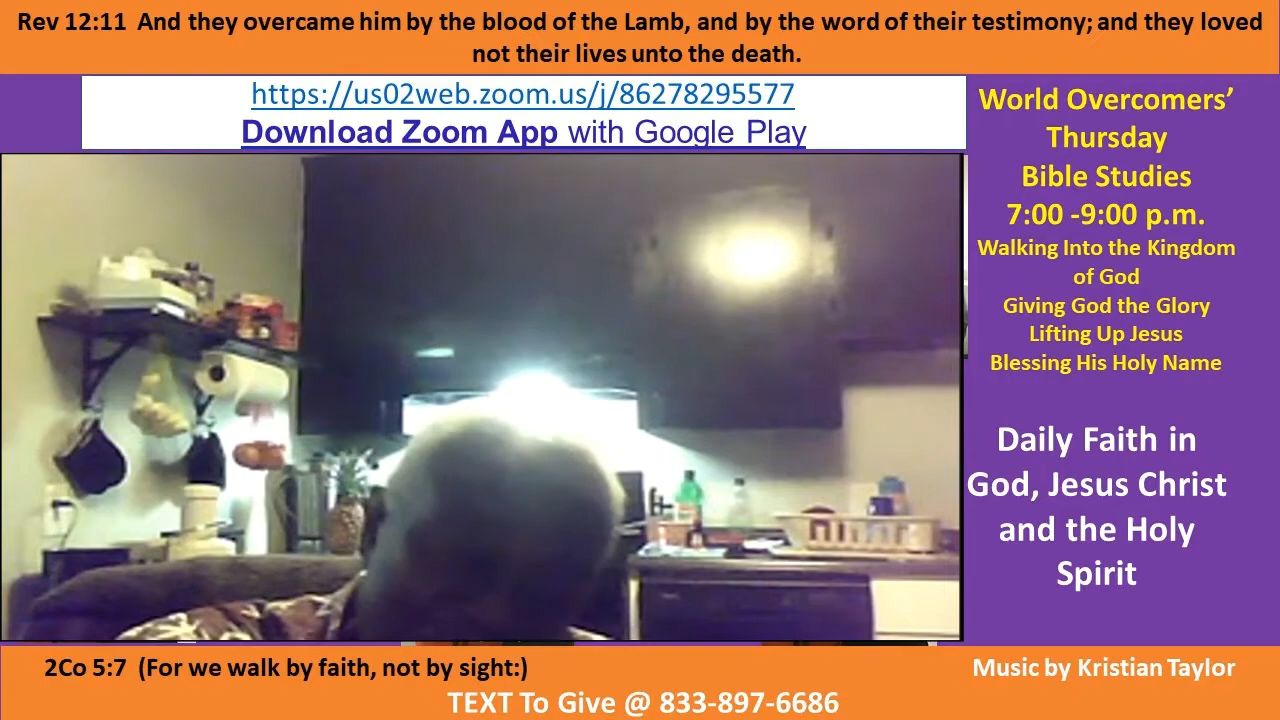 Rev 12:11  And they overcame him by the blood of the Lamb, and by the word of their testimony; and they loved
not their lives unto the death.
https://us02web.zoom.us/j/86278295577
Download Zoom App with Google Play
World Overcomers’
Thursday
Bible Studies
7:00 -9:00 p.m.
Walking Into the Kingdom
of God
Giving God the Glory
Lifting Up Jesus
Blessing His Holy Name
Daily Faith in
God, Jesus Christ
and the Holy
Spirit
2Co 5:7  (For we walk by faith, not by sight:)
Music by Kristian Taylor
TEXT To Give @ 833-897-6686